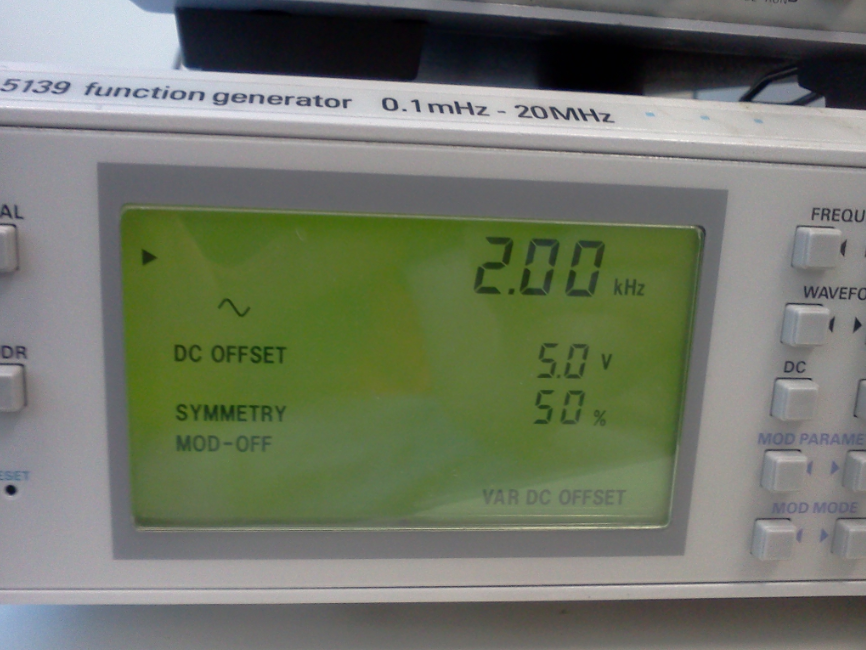 5139 function generator 0.1mHz - 20MHz
AL
FREQU
2.00 kHz
WAVEFO
DC OFFSET 5.0 V
DR
DC
SYMMETRY 50 %
MOD-OFF
MOD PARAME
ESET
VAR DC OFFSET
MOD MODE